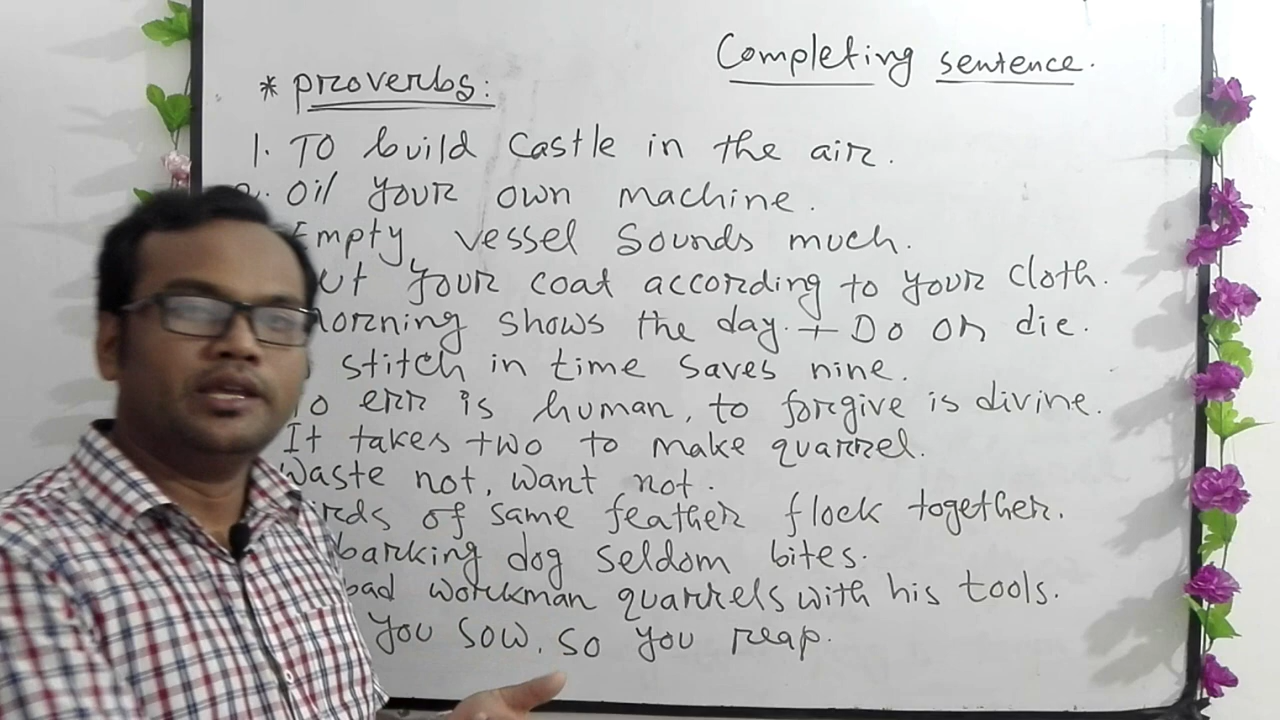 Completing sentence.
* proverbs:
1. TO build castle in the air.
oil your own machine.
Empty vessel sounds much.
your coat according to your cloth.
shows the day. + Do or die.
stitch in time saves nine.
err is human, to forgive is divine.
It takes two to make quarrel.
Waste not, want not.
of same feather flock together.
barking dog seldom bites.
bad workman quarrels with his tools.
you sow, so you reap.